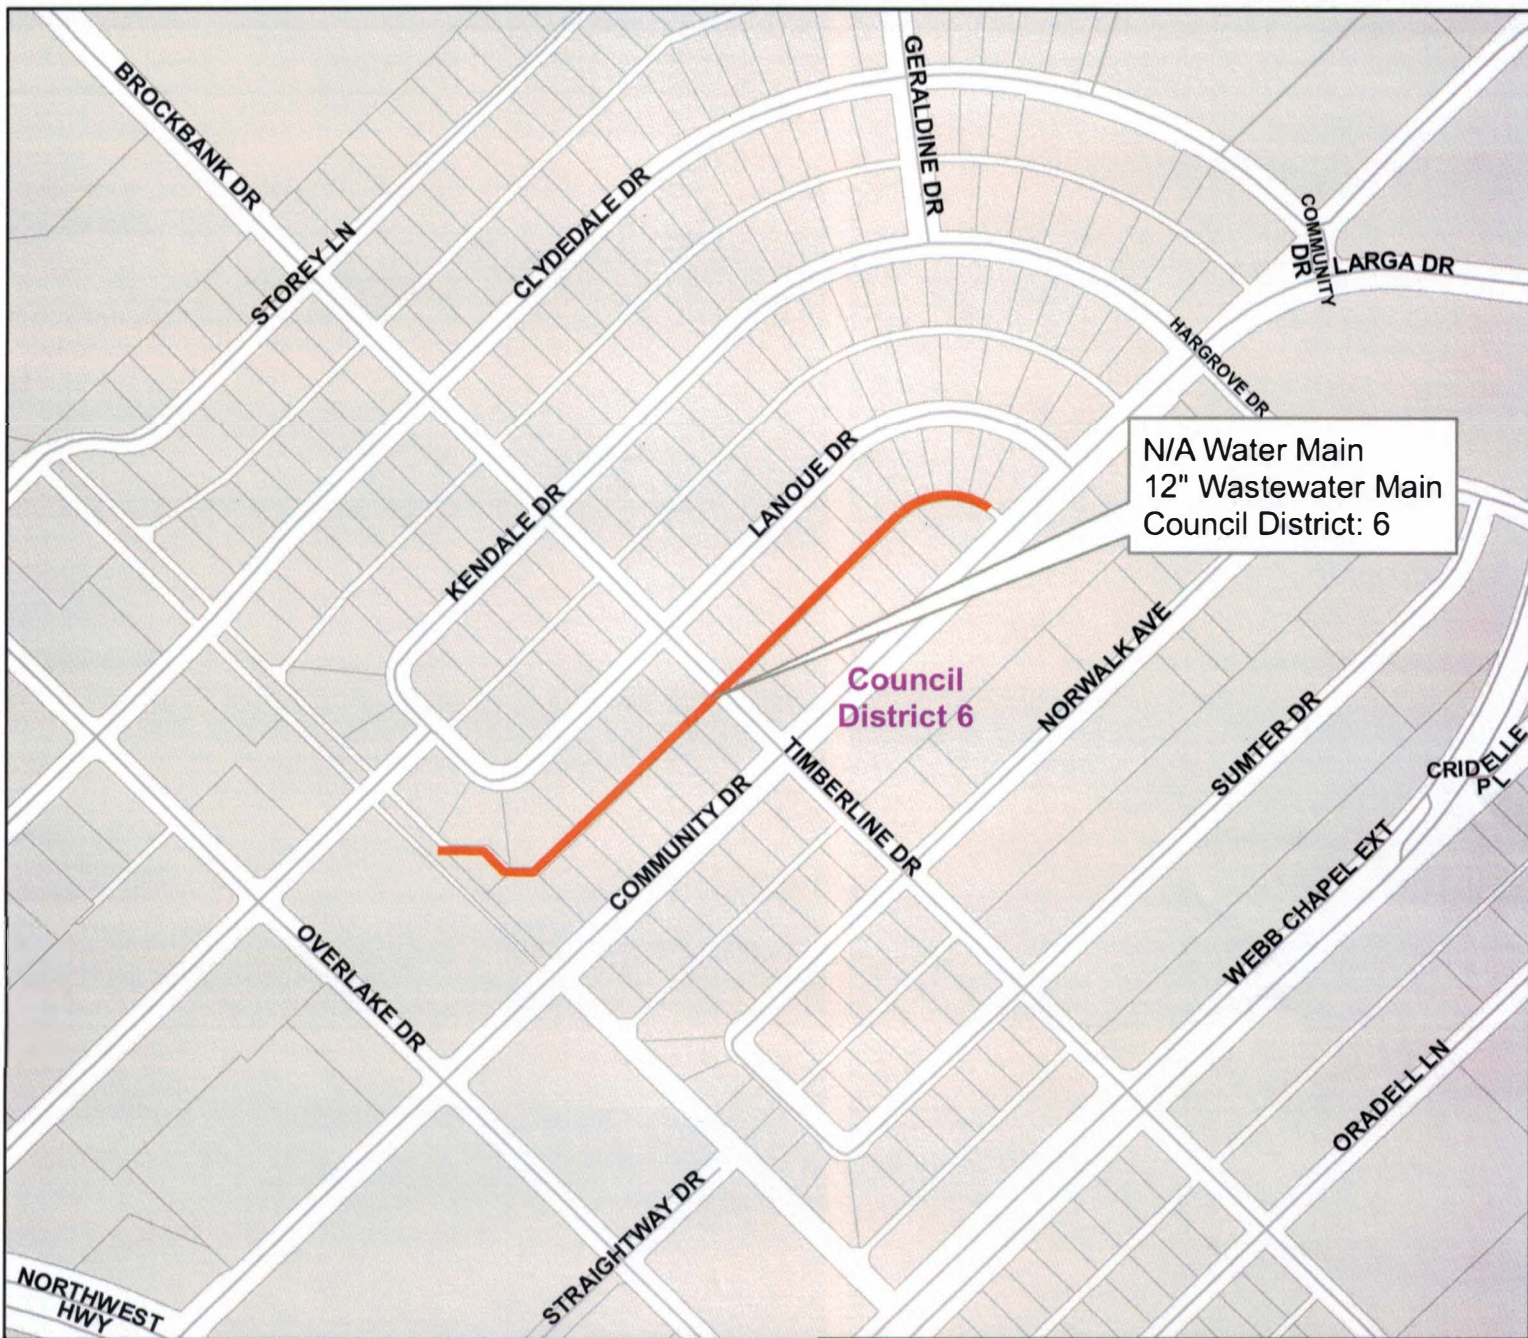 GERALDINE DR
BROCKBANK DR
CLYDEDALE DR
STOREY LN
COMMUNITY
DR
LARGA DR
HARGROVE DR
LANOUE DR
KENDALE DR
N/A Water Main
12" Wastewater Main
Council District: 6
Council
District 6
NORWALK AVE
SUMTER DR
CRIDELLE
PL
TIMBERLINE DR
COMMUNITY DR
WEBB CHAPEL EXT
OVERLAKE DR
ORADELL LN
STRAIGHTWAY DR
NORTHWEST
HWY